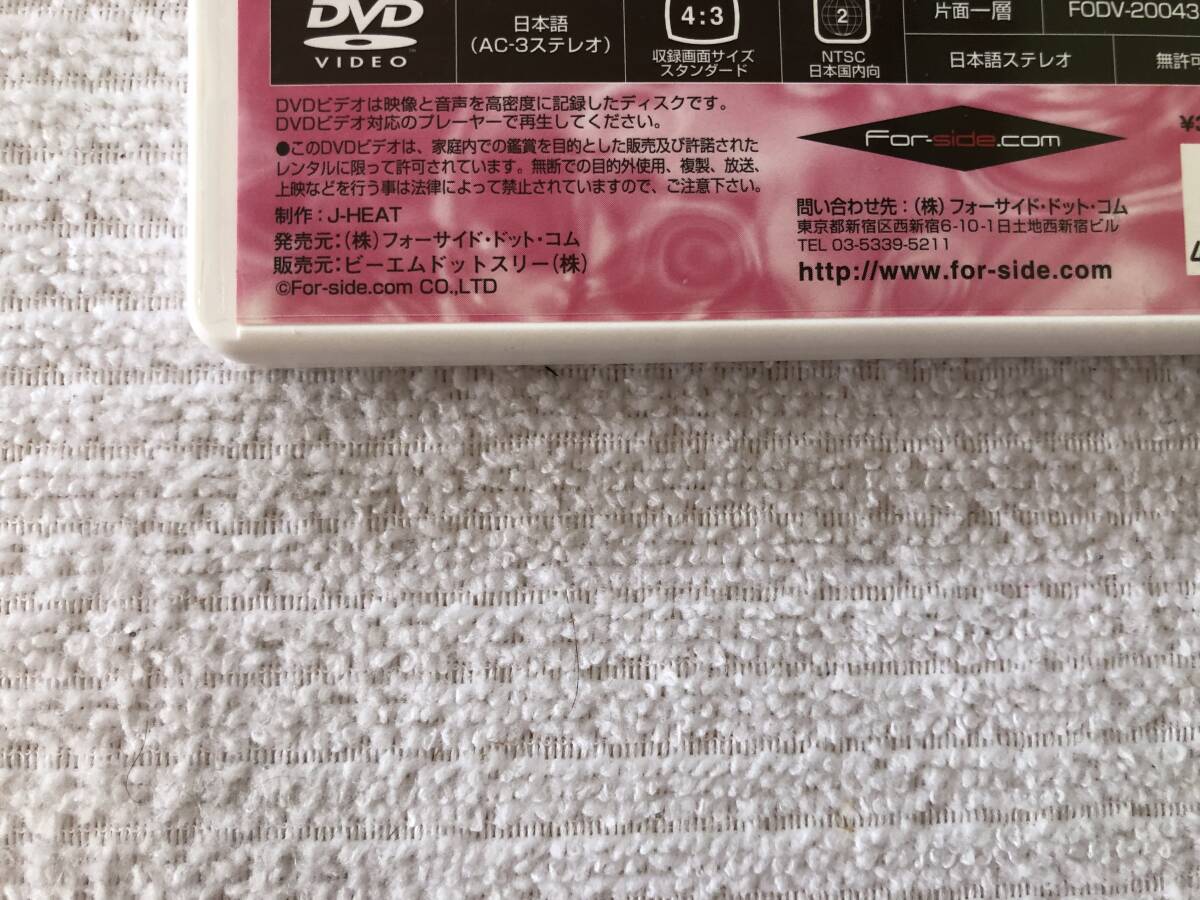 DVD
VIDEO
日本語
(AC-3ステレオ)
4:3
収録画面サイズ
スタンダード
2
NTSC
日本国内向
片面一層
FODV-20043
日本語ステレオ
無許可
DVDビデオは映像と音声を高密度に記録したディスクです。
DVDビデオ対応のプレーヤーで再生してください。
●このDVDビデオは、家庭内での鑑賞を目的とした販売及び許諾された
レンタルに限って許可されています。無断での目的外使用、複製、放送、
上映などを行う事は法律によって禁止されていますので、ご注意下さい。
制作：J-HEAT
発売元：(株)フォーサイド・ドット・コム
販売元：ビーエムドットスリー(株)
©For-side.com CO.,LTD
For-side.com
問い合わせ先：(株)フォーサイド・ドット・コム
東京都新宿区西新宿6-10-1日土地西新宿ビル
TEL 03-5339-5211
http://www.for-side.com